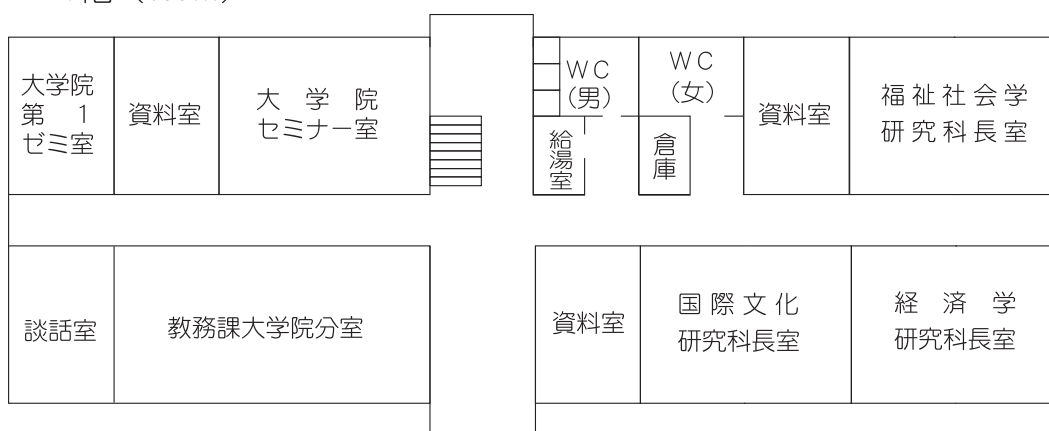 大学院
第1
ゼミ室
資料室
大学院
セミナー室
WC
(男)
WC
(女)
給湯室
倉庫
資料室
福祉社会学
研究科長室
談話室
教務課大学院分室
資料室
国際文化
研究科長室
経済学
研究科長室